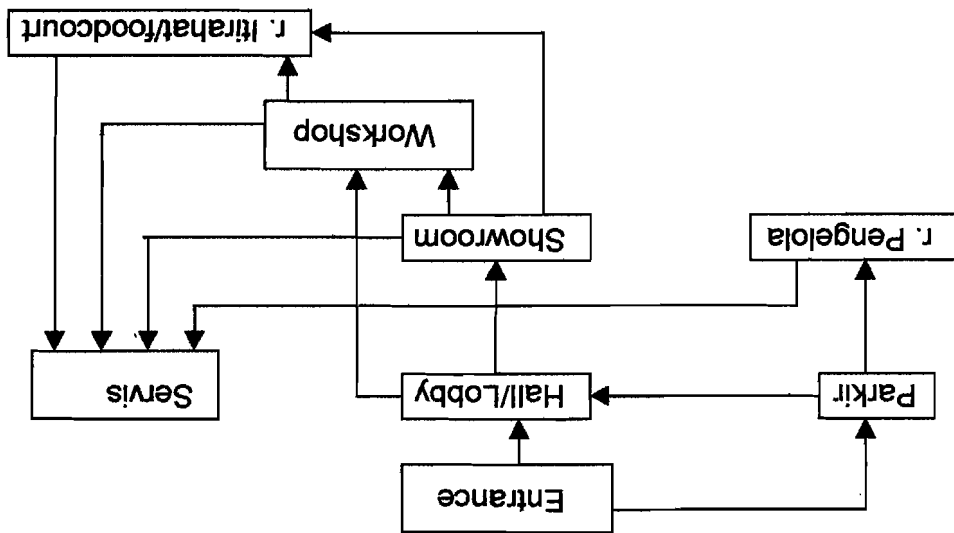 Entrance
Parkir
Hall/Lobby
Servis
r. Pengelola
Showroom
Workshop
r. Itirahat/foodcourt